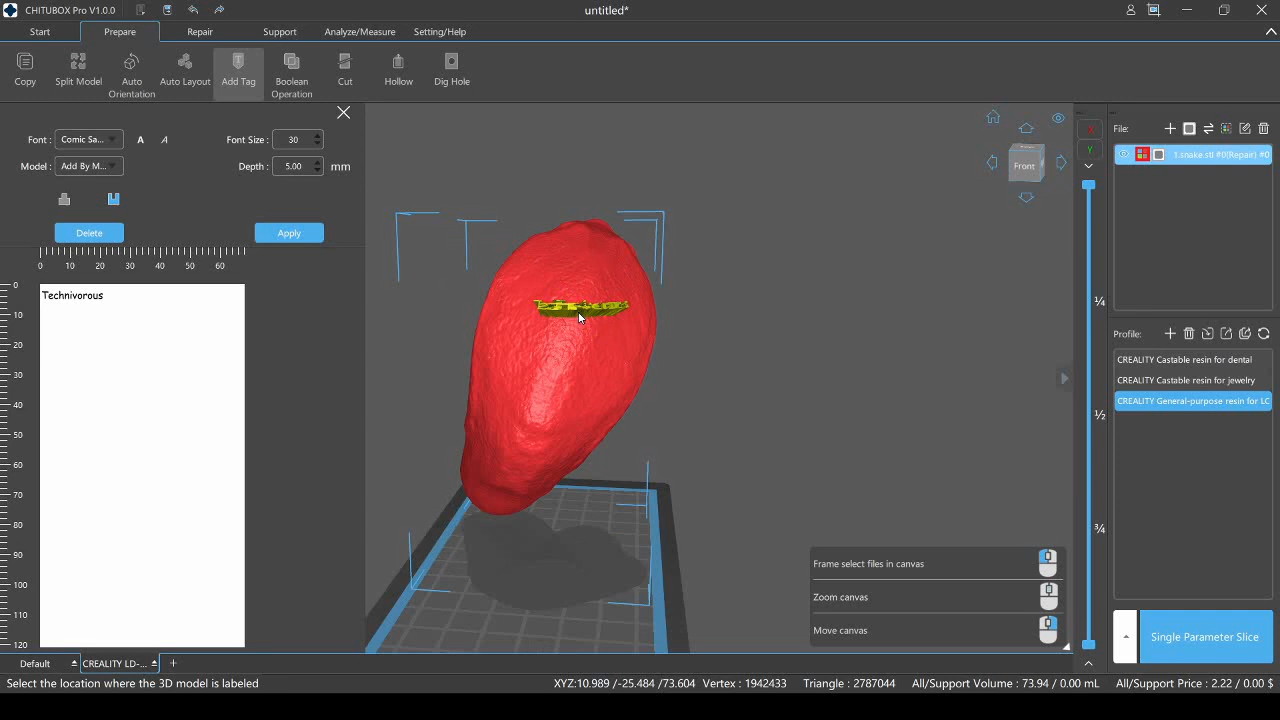 CHITUBOX Pro V1.0.0
untitled*
Start
Prepare
Repair
Support
Analyze/Measure
Setting/Help
Copy
Split Model
Auto Orientation
Auto Layout
Add Tag
Boolean Operation
Cut
Hollow
Dig Hole
Font :
Comic Sa...
A
A
Font Size :
30
Model :
Add By M...
Depth :
5.00
mm
Delete
Apply
0 10 20 30 40 50 60
0
10
20
30
40
50
60
70
80
90
100
110
120
Technivorous
Front
X
Y
¼
½
¾
File:
1.snake.stl #0(Repair) #0
Profile:
CREALITY Castable resin for dental
CREALITY Castable resin for jewelry
CREALITY General-purpose resin for LC
Frame select files in canvas
Zoom canvas
Move canvas
Single Parameter Slice
Default
CREALITY LD-...
Select the location where the 3D model is labeled
XYZ:10.989 /-25.484 /73.604
Vertex : 1942433
Triangle : 2787044
All/Support Volume : 73.94 / 0.00 mL
All/Support Price : 2.22 / 0.00 $